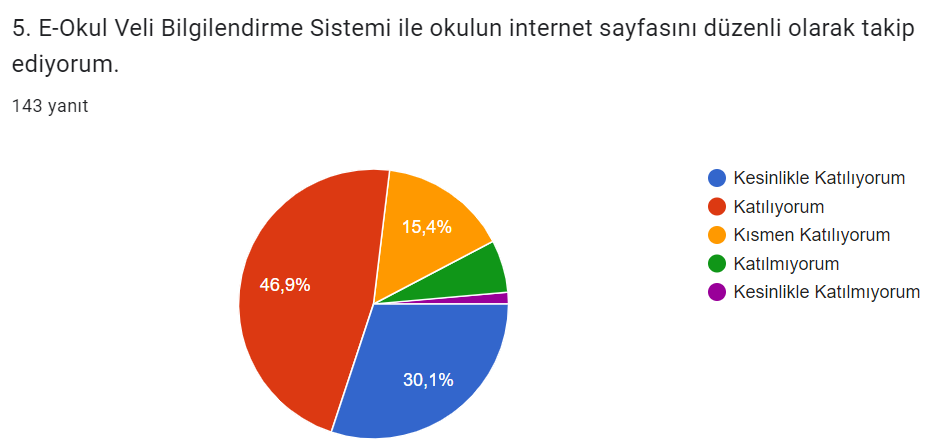 5. E-Okul Veli Bilgilendirme Sistemi ile okulun internet sayfasını düzenli olarak takip
ediyorum.
143 yanıt
Kesinlikle Katılıyorum
Katılıyorum
Kısmen Katılıyorum
Katılmıyorum
Kesinlikle Katılmıyorum
15,4%
46,9%
30,1%